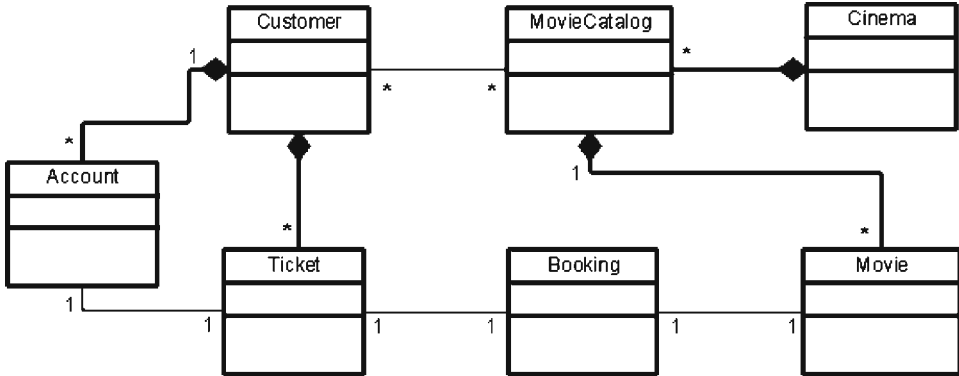 Customer
MovieCatalog
Cinema
1
*
*
*
*
1
Account
*
*
Ticket
Booking
Movie
1
1
1
1
1
1